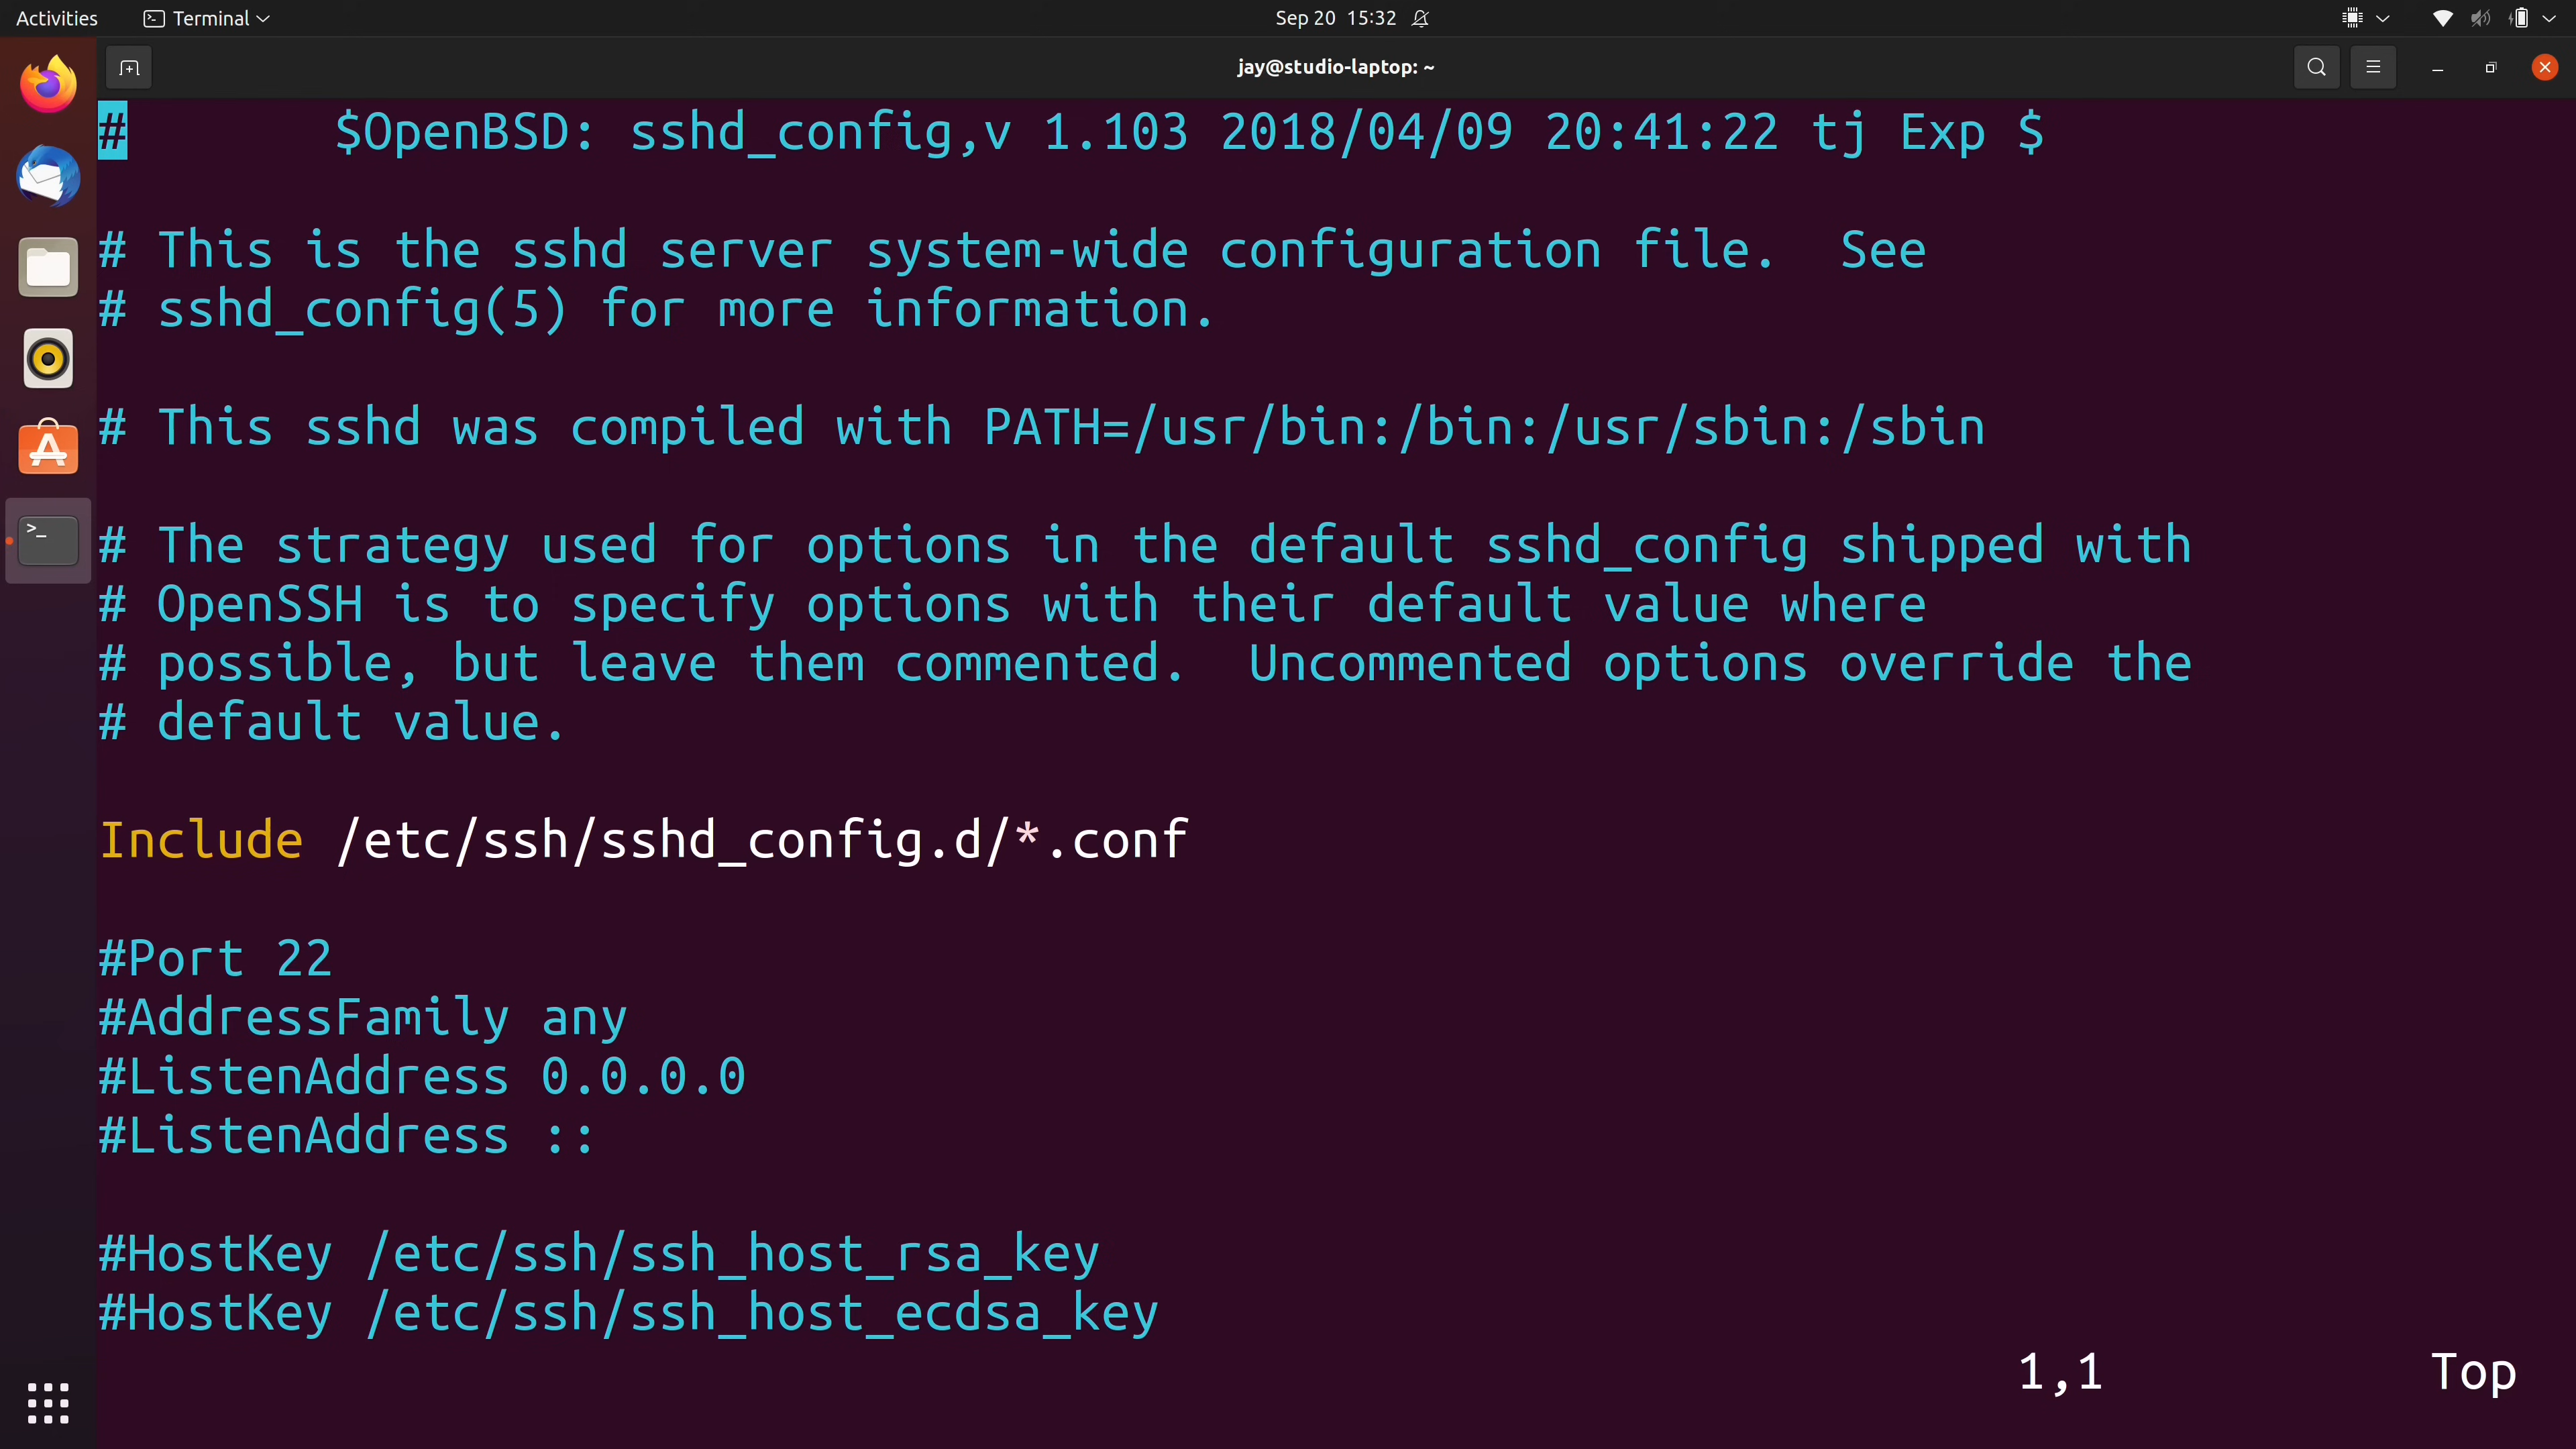 Activities Terminal Sep 20 15:32
jay@studio-laptop: ~
# $OpenBSD: sshd_config,v 1.103 2018/04/09 20:41:22 tj Exp $
# This is the sshd server system-wide configuration file. See
# sshd_config(5) for more information.
# This sshd was compiled with PATH=/usr/bin:/bin:/usr/sbin:/sbin
# The strategy used for options in the default sshd_config shipped with
# OpenSSH is to specify options with their default value where
# possible, but leave them commented. Uncommented options override the
# default value.
Include /etc/ssh/sshd_config.d/*.conf
#Port 22
#AddressFamily any
#ListenAddress 0.0.0.0
#ListenAddress ::
#HostKey /etc/ssh/ssh_host_rsa_key
#HostKey /etc/ssh/ssh_host_ecdsa_key
1,1 Top